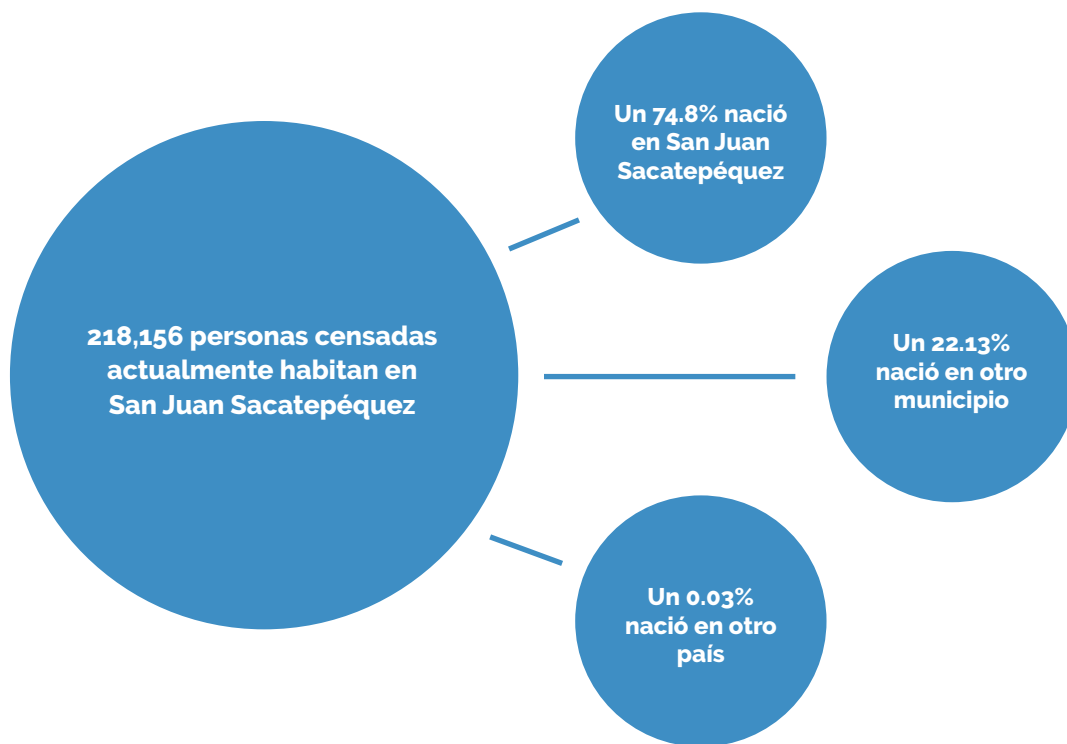 Un 74.8% nació
en San Juan
Sacatepéquez
218,156 personas censadas
actualmente habitan en
San Juan Sacatepéquez
Un 22.13%
nació en otro
municipio
Un 0.03%
nació en otro
país